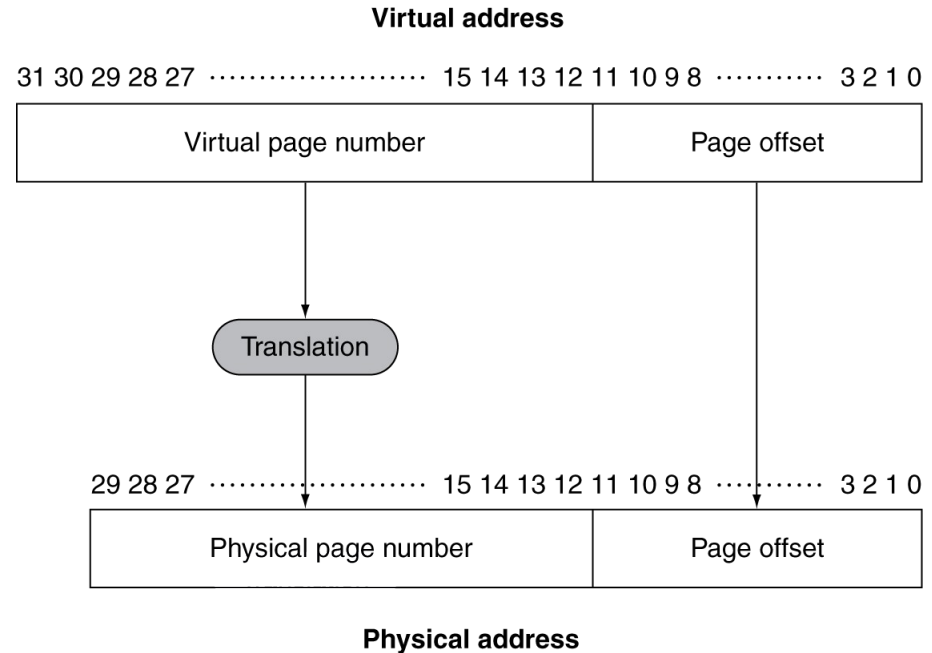 Virtual address
31 30 29 28 27 ······················ 15 14 13 12 11 10 9 8 ··········· 3 2 1 0
Virtual page number Page offset
Translation
29 28 27 ······················ 15 14 13 12 11 10 9 8 ··········· 3 2 1 0
Physical page number Page offset
Physical address